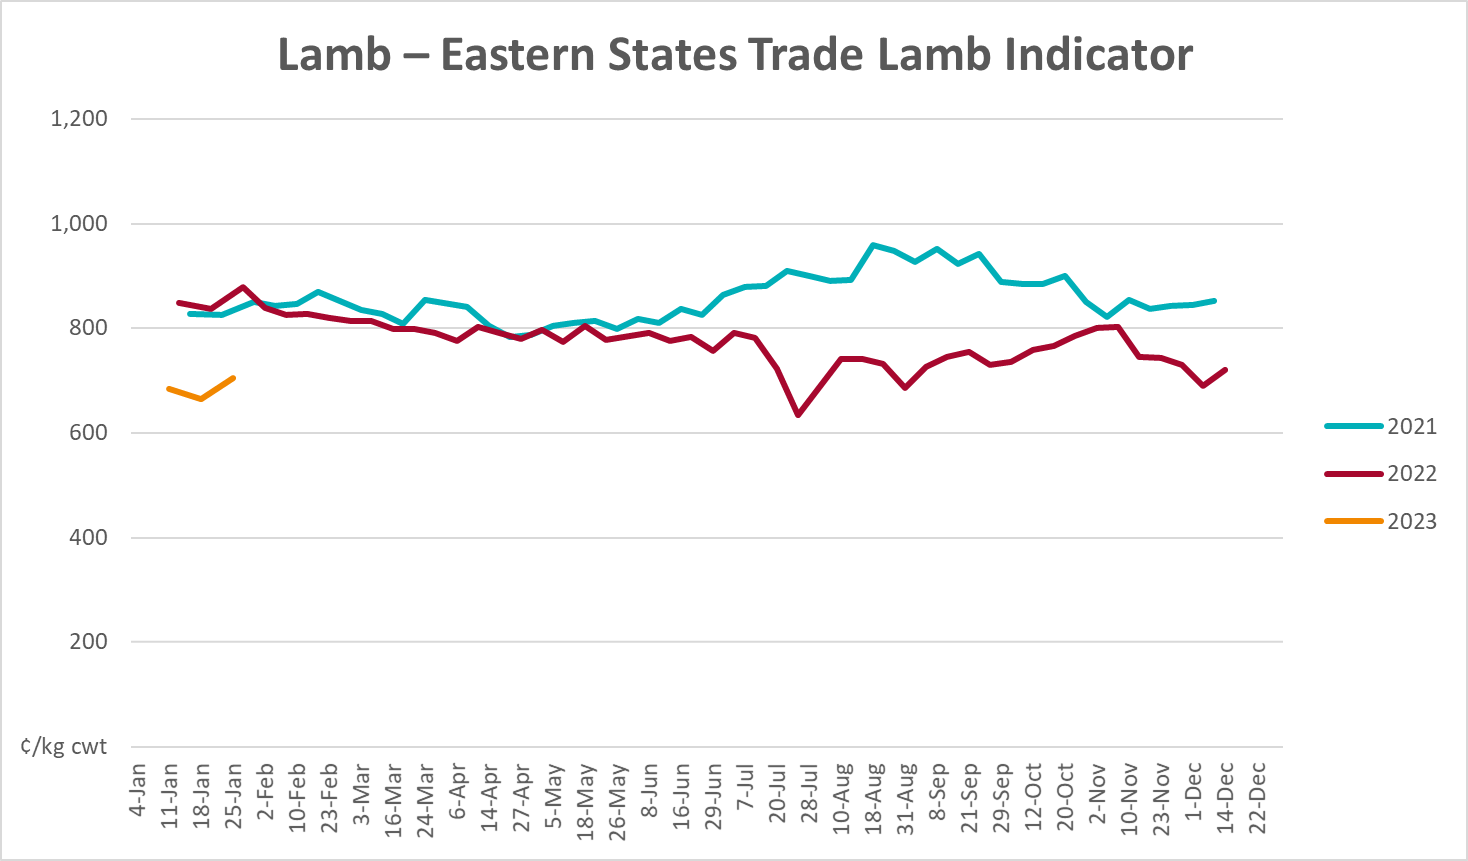 Lamb – Eastern States Trade Lamb Indicator
1,200
1,000
800
600
400
200
¢/kg cwt
4-Jan
11-Jan
18-Jan
25-Jan
2-Feb
10-Feb
23-Feb
3-Mar
16-Mar
24-Mar
6-Apr
14-Apr
27-Apr
5-May
18-May
26-May
8-Jun
16-Jun
29-Jun
7-Jul
20-Jul
28-Jul
10-Aug
18-Aug
31-Aug
8-Sep
21-Sep
29-Sep
12-Oct
20-Oct
2-Nov
10-Nov
23-Nov
1-Dec
14-Dec
22-Dec
2021
2022
2023